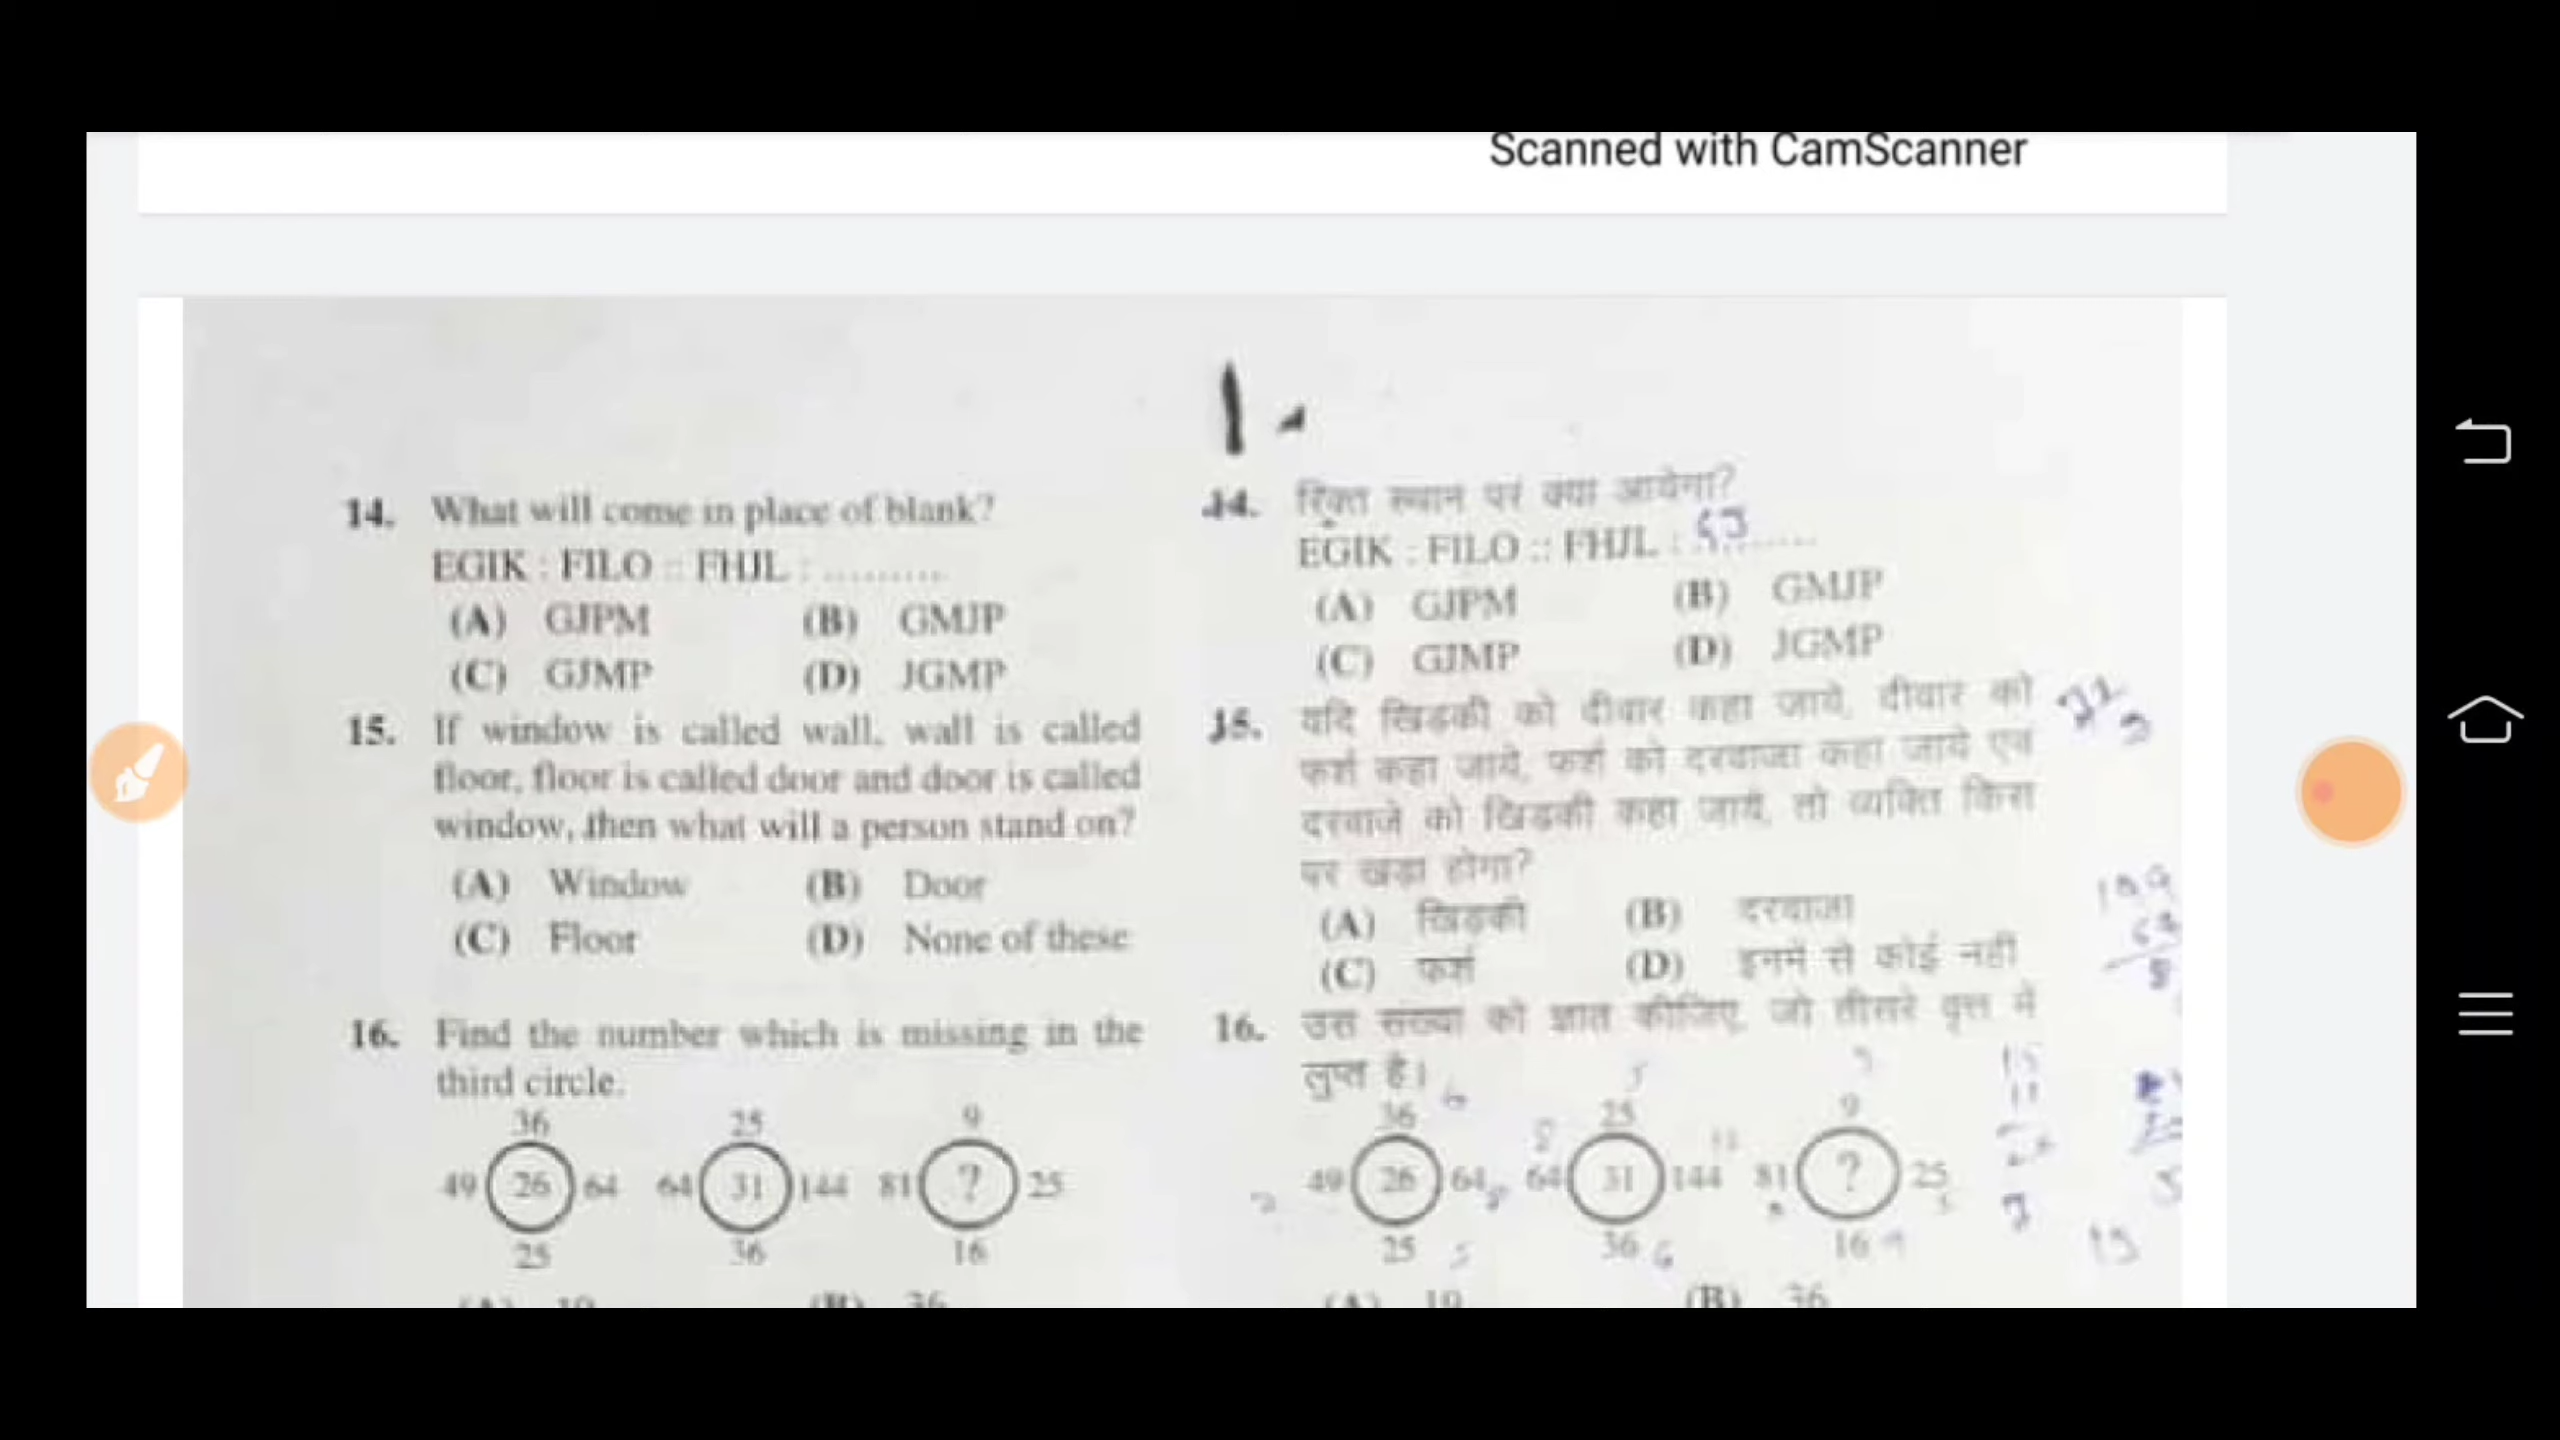 Scanned with CamScanner
14. What will come in place of blank?
EGIK : FILO :: FHJL : ..........
(A) GJPM (B) GMJP
(C) GJMP (D) JGMP
15. If window is called wall, wall is called
floor, floor is called door and door is called
window, then what will a person stand on?
(A) Window (B) Door
(C) Floor (D) None of these
16. Find the number which is missing in the
third circle.
36 25 9
49 26 64 64 31 144 81 ? 25
25 36 16
(B) 36
14. रिक्त स्थान पर क्या आयेगा?
EGIK : FILO :: FHJL : ..........
(A) GJPM (B) GMJP
(C) GJMP (D) JGMP
15. यदि खिड़की को दीवार कहा जाये, दीवार को
फर्श कहा जाये, फर्श को दरवाजा कहा जाये एवं
दरवाजे को खिड़की कहा जाये, तो व्यक्ति किस
पर खड़ा होगा?
(A) खिड़की (B) दरवाजा
(C) फर्श (D) इनमें से कोई नहीं
16. उस संख्या को ज्ञात कीजिए, जो तीसरे वृत्त में
लुप्त है।
36 25 9
49 26 64 64 31 144 81 ? 25
25 36 16
(A) 19 (B) 36